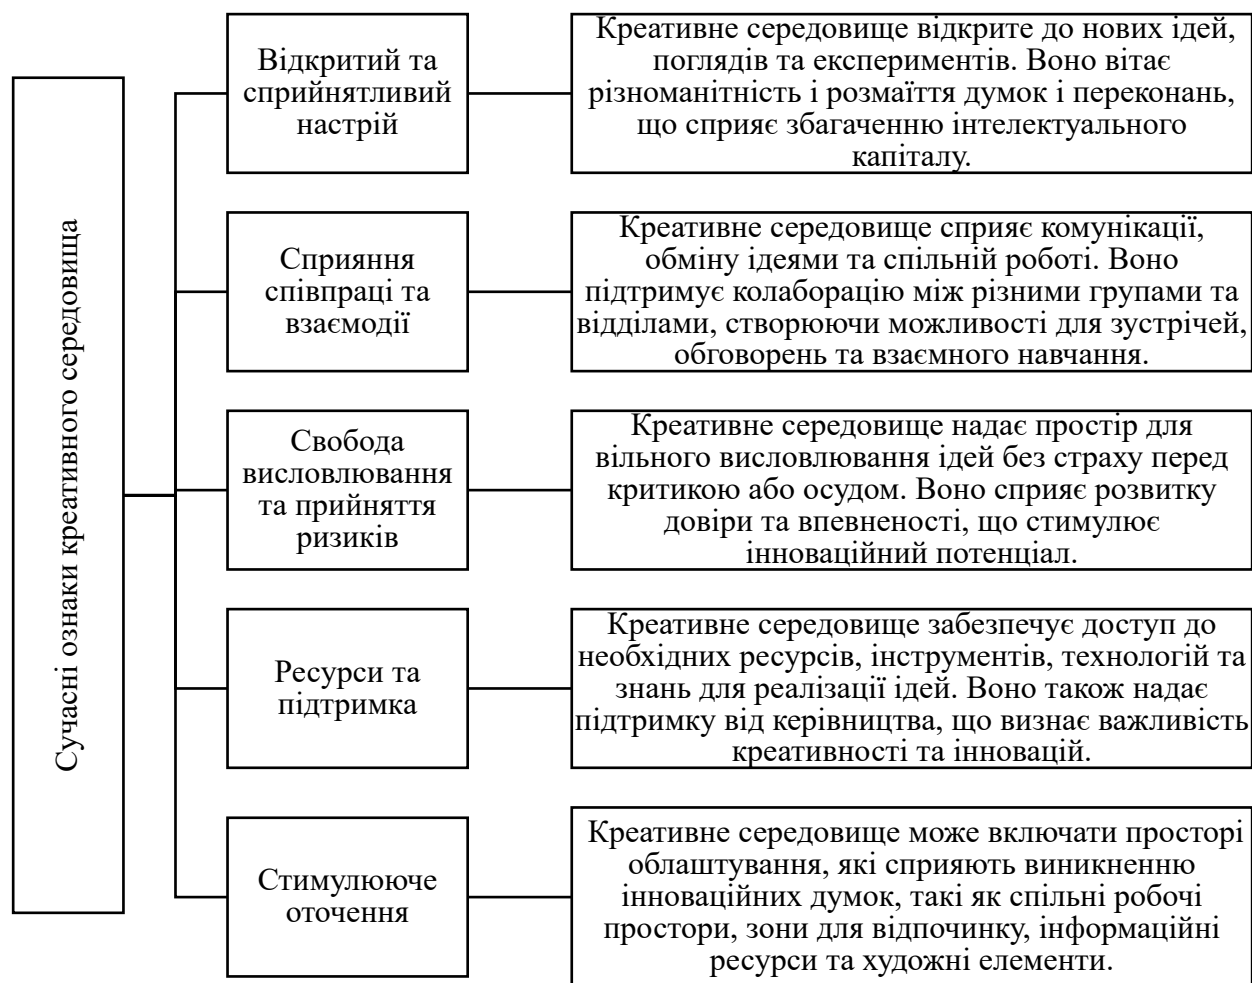 Сучасні ознаки креативного середовища
Відкритий та
сприйнятливий
настрій
Креативне середовище відкрите до нових ідей,
поглядів та експериментів. Воно вітає
різноманітність і розмаїття думок і переконань,
що сприяє збагаченню інтелектуального
капіталу.
Сприяння
співпраці та
взаємодії
Креативне середовище сприяє комунікації,
обміну ідеями та спільній роботі. Воно
підтримує колаборацію між різними групами та
відділами, створюючи можливості для зустрічей,
обговорень та взаємного навчання.
Свобода
висловлювання
та прийняття
ризиків
Креативне середовище надає простір для
вільного висловлювання ідей без страху перед
критикою або осудом. Воно сприяє розвитку
довіри та впевненості, що стимулює
інноваційний потенціал.
Ресурси та
підтримка
Креативне середовище забезпечує доступ до
необхідних ресурсів, інструментів, технологій та
знань для реалізації ідей. Воно також надає
підтримку від керівництва, що визнає важливість
креативності та інновацій.
Стимулююче
оточення
Креативне середовище може включати просторі
облаштування, які сприяють виникненню
інноваційних думок, такі як спільні робочі
простори, зони для відпочинку, інформаційні
ресурси та художні елементи.